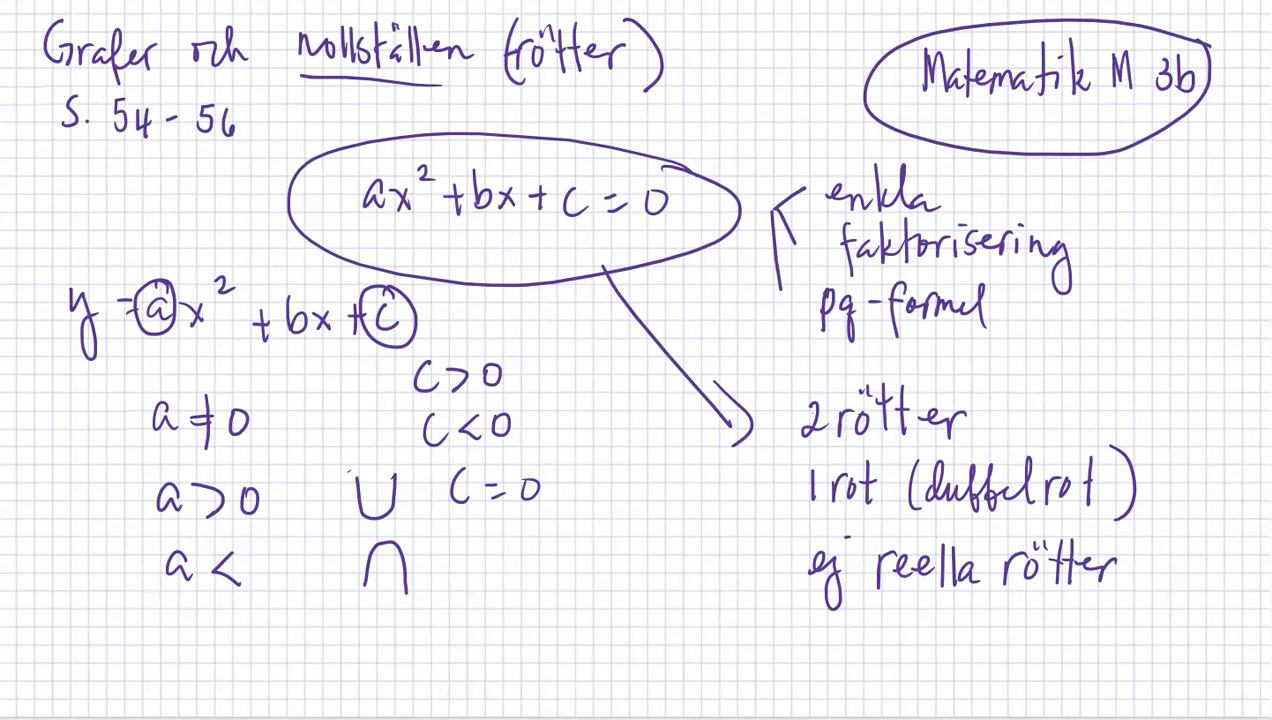 Grafer och nollställen (rötter)
Matematik M 3b
s. 54 - 56
ax² + bx + c = 0
enkla
faktorisering
pq-formel
y = ax² + bx + c
c > 0
a ≠ 0
c < 0
2 rötter
a > 0 ∪ c = 0
1 rot (dubbelrot)
a < ∩
ej reella rötter